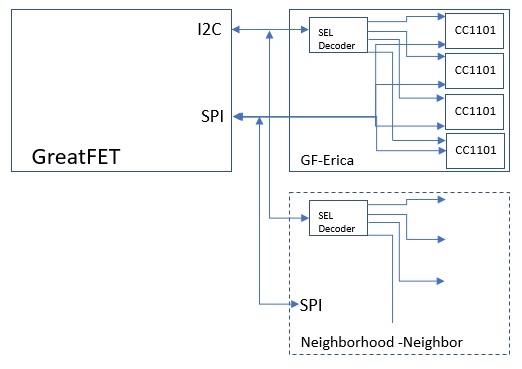 I2C
SEL
Decoder
CC1101
CC1101
CC1101
CC1101
SPI
GreatFET
GF-Erica
SEL
Decoder
SPI
Neighborhood -Neighbor